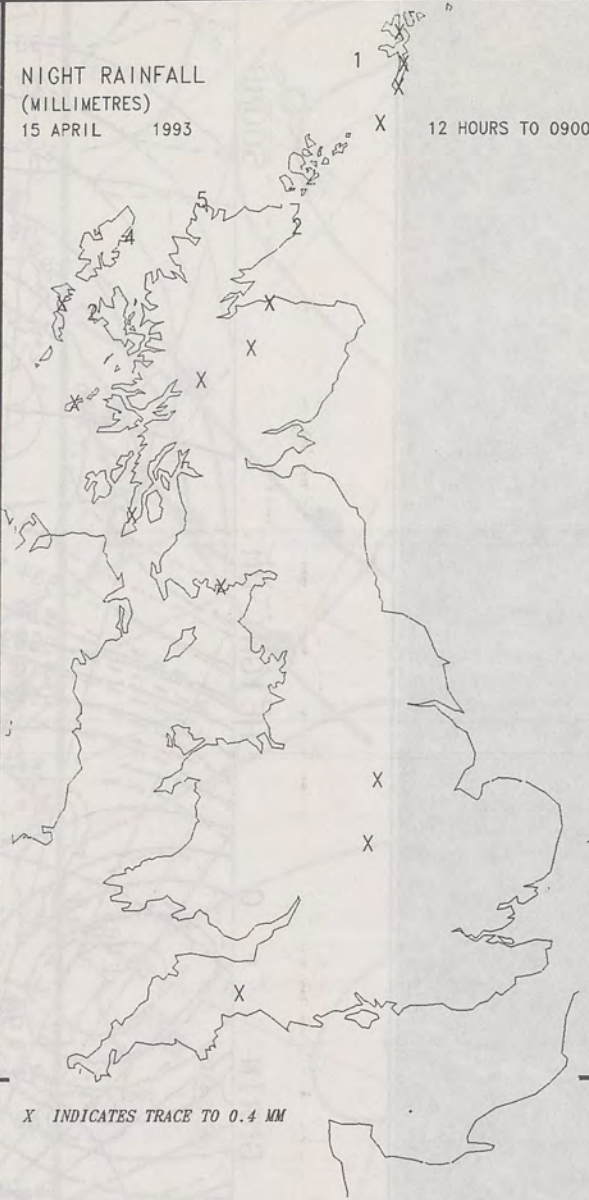 NIGHT RAINFALL
(MILLIMETRES)
15 APRIL 1993
12 HOURS TO 0900
1
X
X
X
X
5
4
2
X
2
X
X
X
X
X
X
X
X
X
X INDICATES TRACE TO 0.4 MM